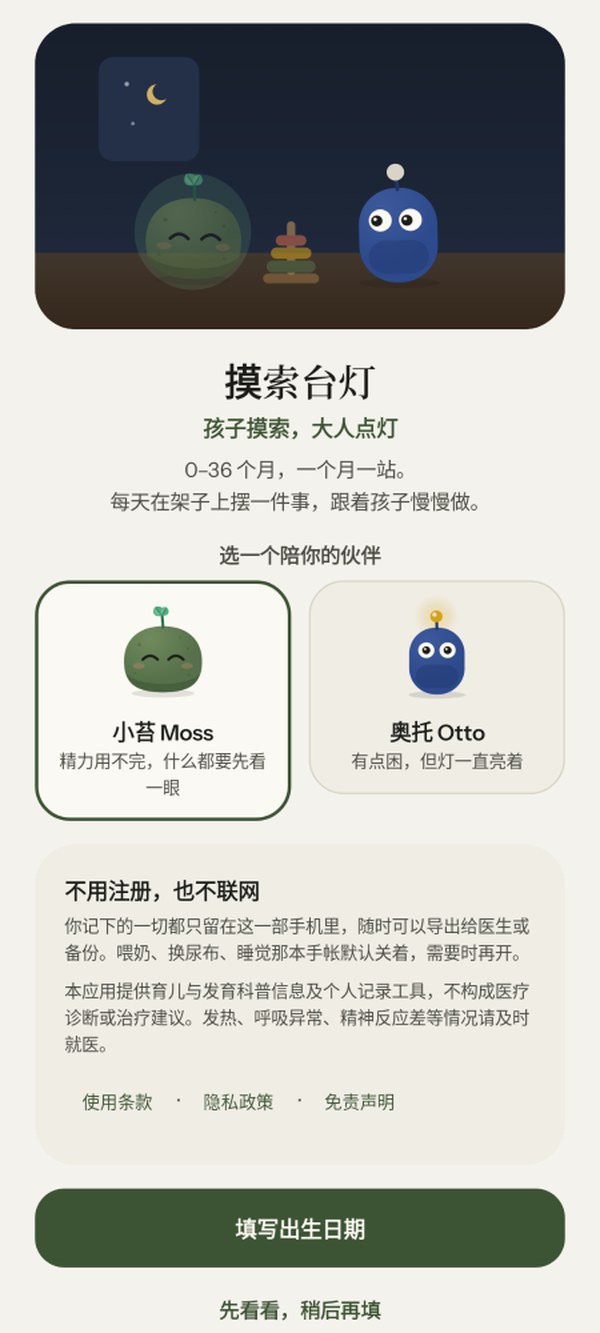 摸索台灯
孩子摸索，大人点灯
0–36 个月，一个月一站。
每天在架子上摆一件事，跟着孩子慢慢做。
选一个陪你的伙伴
小苔 Moss
精力用不完，什么都要先看
一眼
奥托 Otto
有点困，但灯一直亮着
不用注册，也不联网
你记下的一切都只留在这一部手机里，随时可以导出给医生或
备份。喂奶、换尿布、睡觉那本手帐默认关着，需要时再开。
本应用提供育儿与发育科普信息及个人记录工具，不构成医疗
诊断或治疗建议。发热、呼吸异常、精神反应差等情况请及时
就医。
使用条款 · 隐私政策 · 免责声明
填写出生日期
先看看，稍后再填